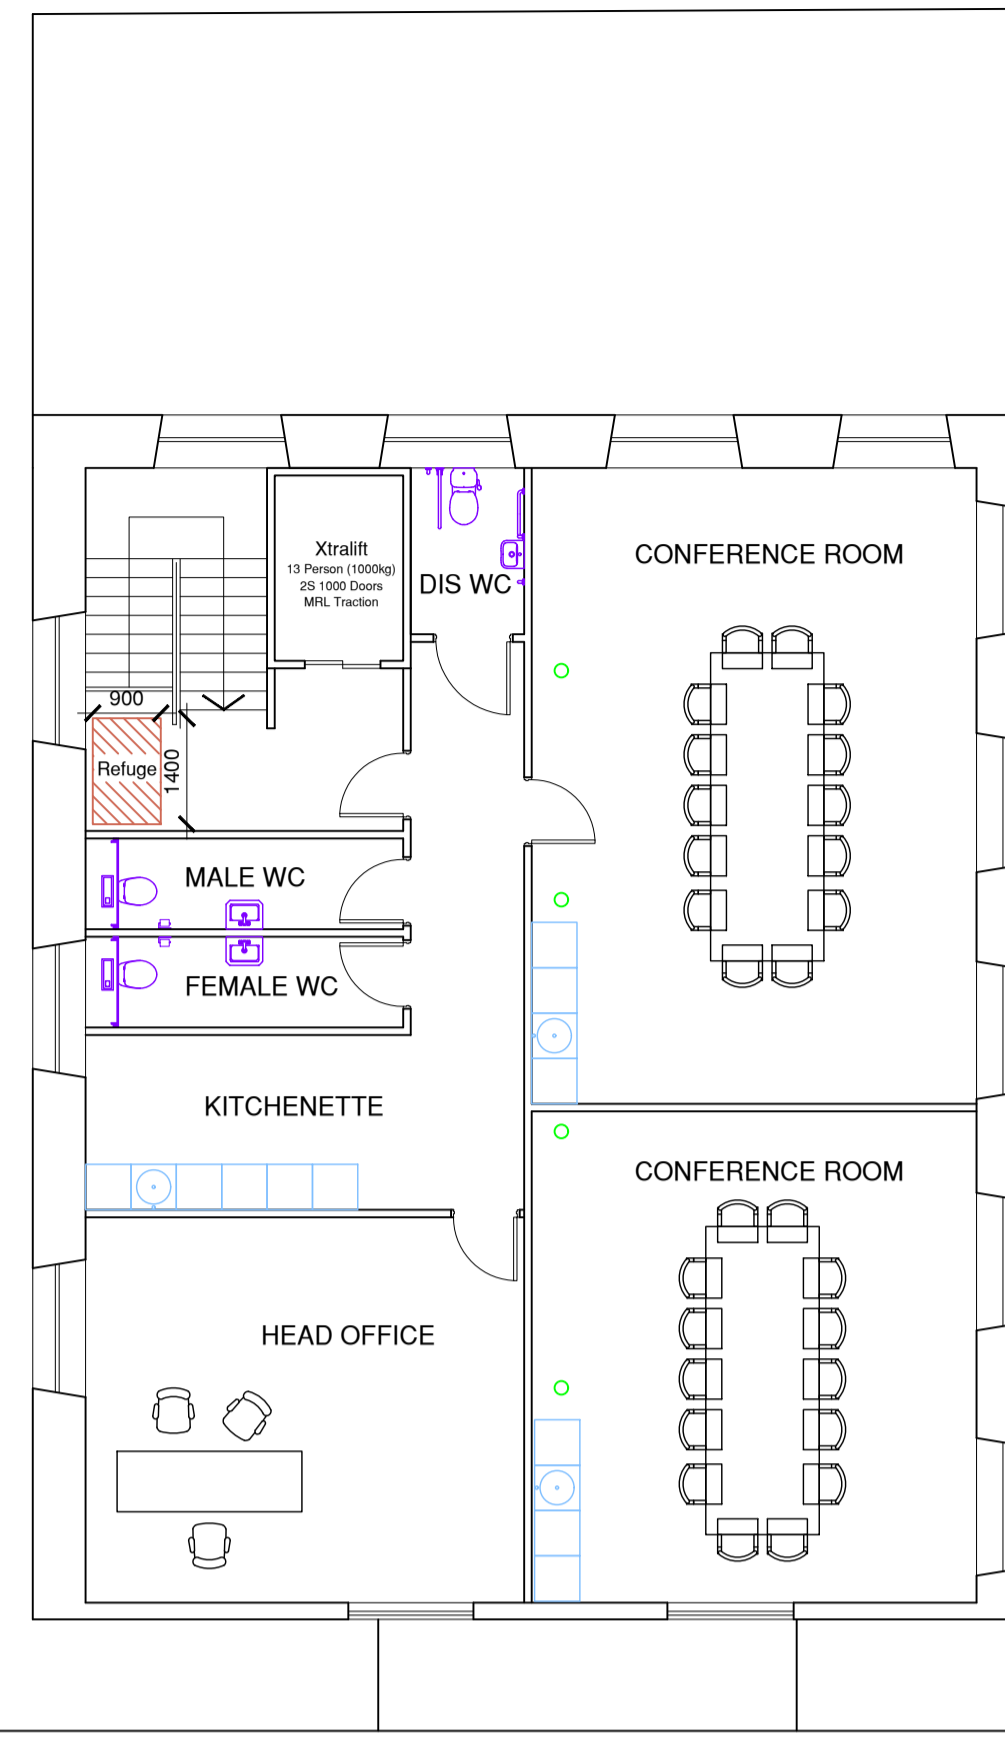 Xtralift
13 Person (1000kg)
2S 1000 Doors
MRL Traction
CONFERENCE ROOM
DIS WC
900
Refuge
1400
MALE WC
FEMALE WC
KITCHENETTE
CONFERENCE ROOM
HEAD OFFICE